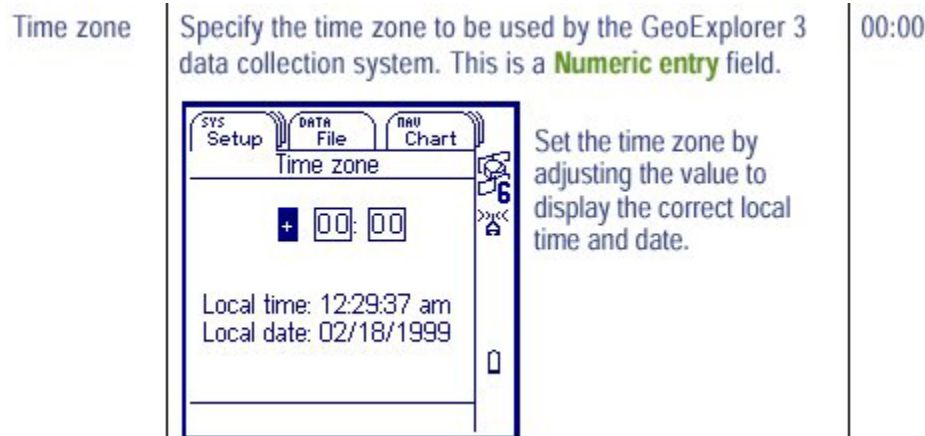 Time zone
Specify the time zone to be used by the GeoExplorer 3
data collection system. This is a Numeric entry field.
00:00
SYS
Setup
DATA
File
NAV
Chart
Time zone
6
+ 00: 00
Local time: 12:29:37 am
Local date: 02/18/1999
Set the time zone by
adjusting the value to
display the correct local
time and date.